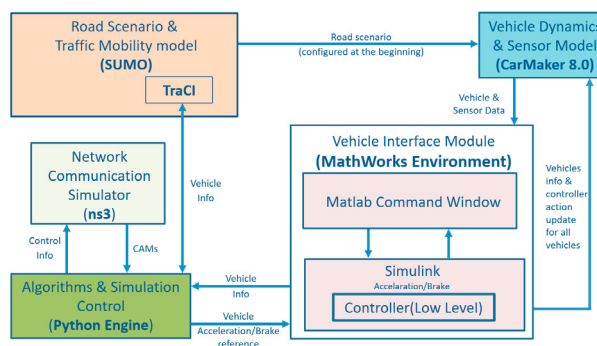 Road Scenario &
Traffic Mobility model
(SUMO)
TraCI
Road scenario
(configured at the beginning)
Vehicle Dynamics
& Sensor Model
(CarMaker 8.0)
Vehicle &
Sensor Data
Network
Communication
Simulator
(ns3)
Vehicle
Info
Vehicle Interface Module
(MathWorks Environment)
Matlab Command Window
Vehicles
info &
controller
action
update
for all
vehicles
Control
Info
CAMs
Simulink
Accelaration/Brake
Controller(Low Level)
Algorithms & Simulation
Control
(Python Engine)
Vehicle
Info
Vehicle
Acceleration/Brake
reference